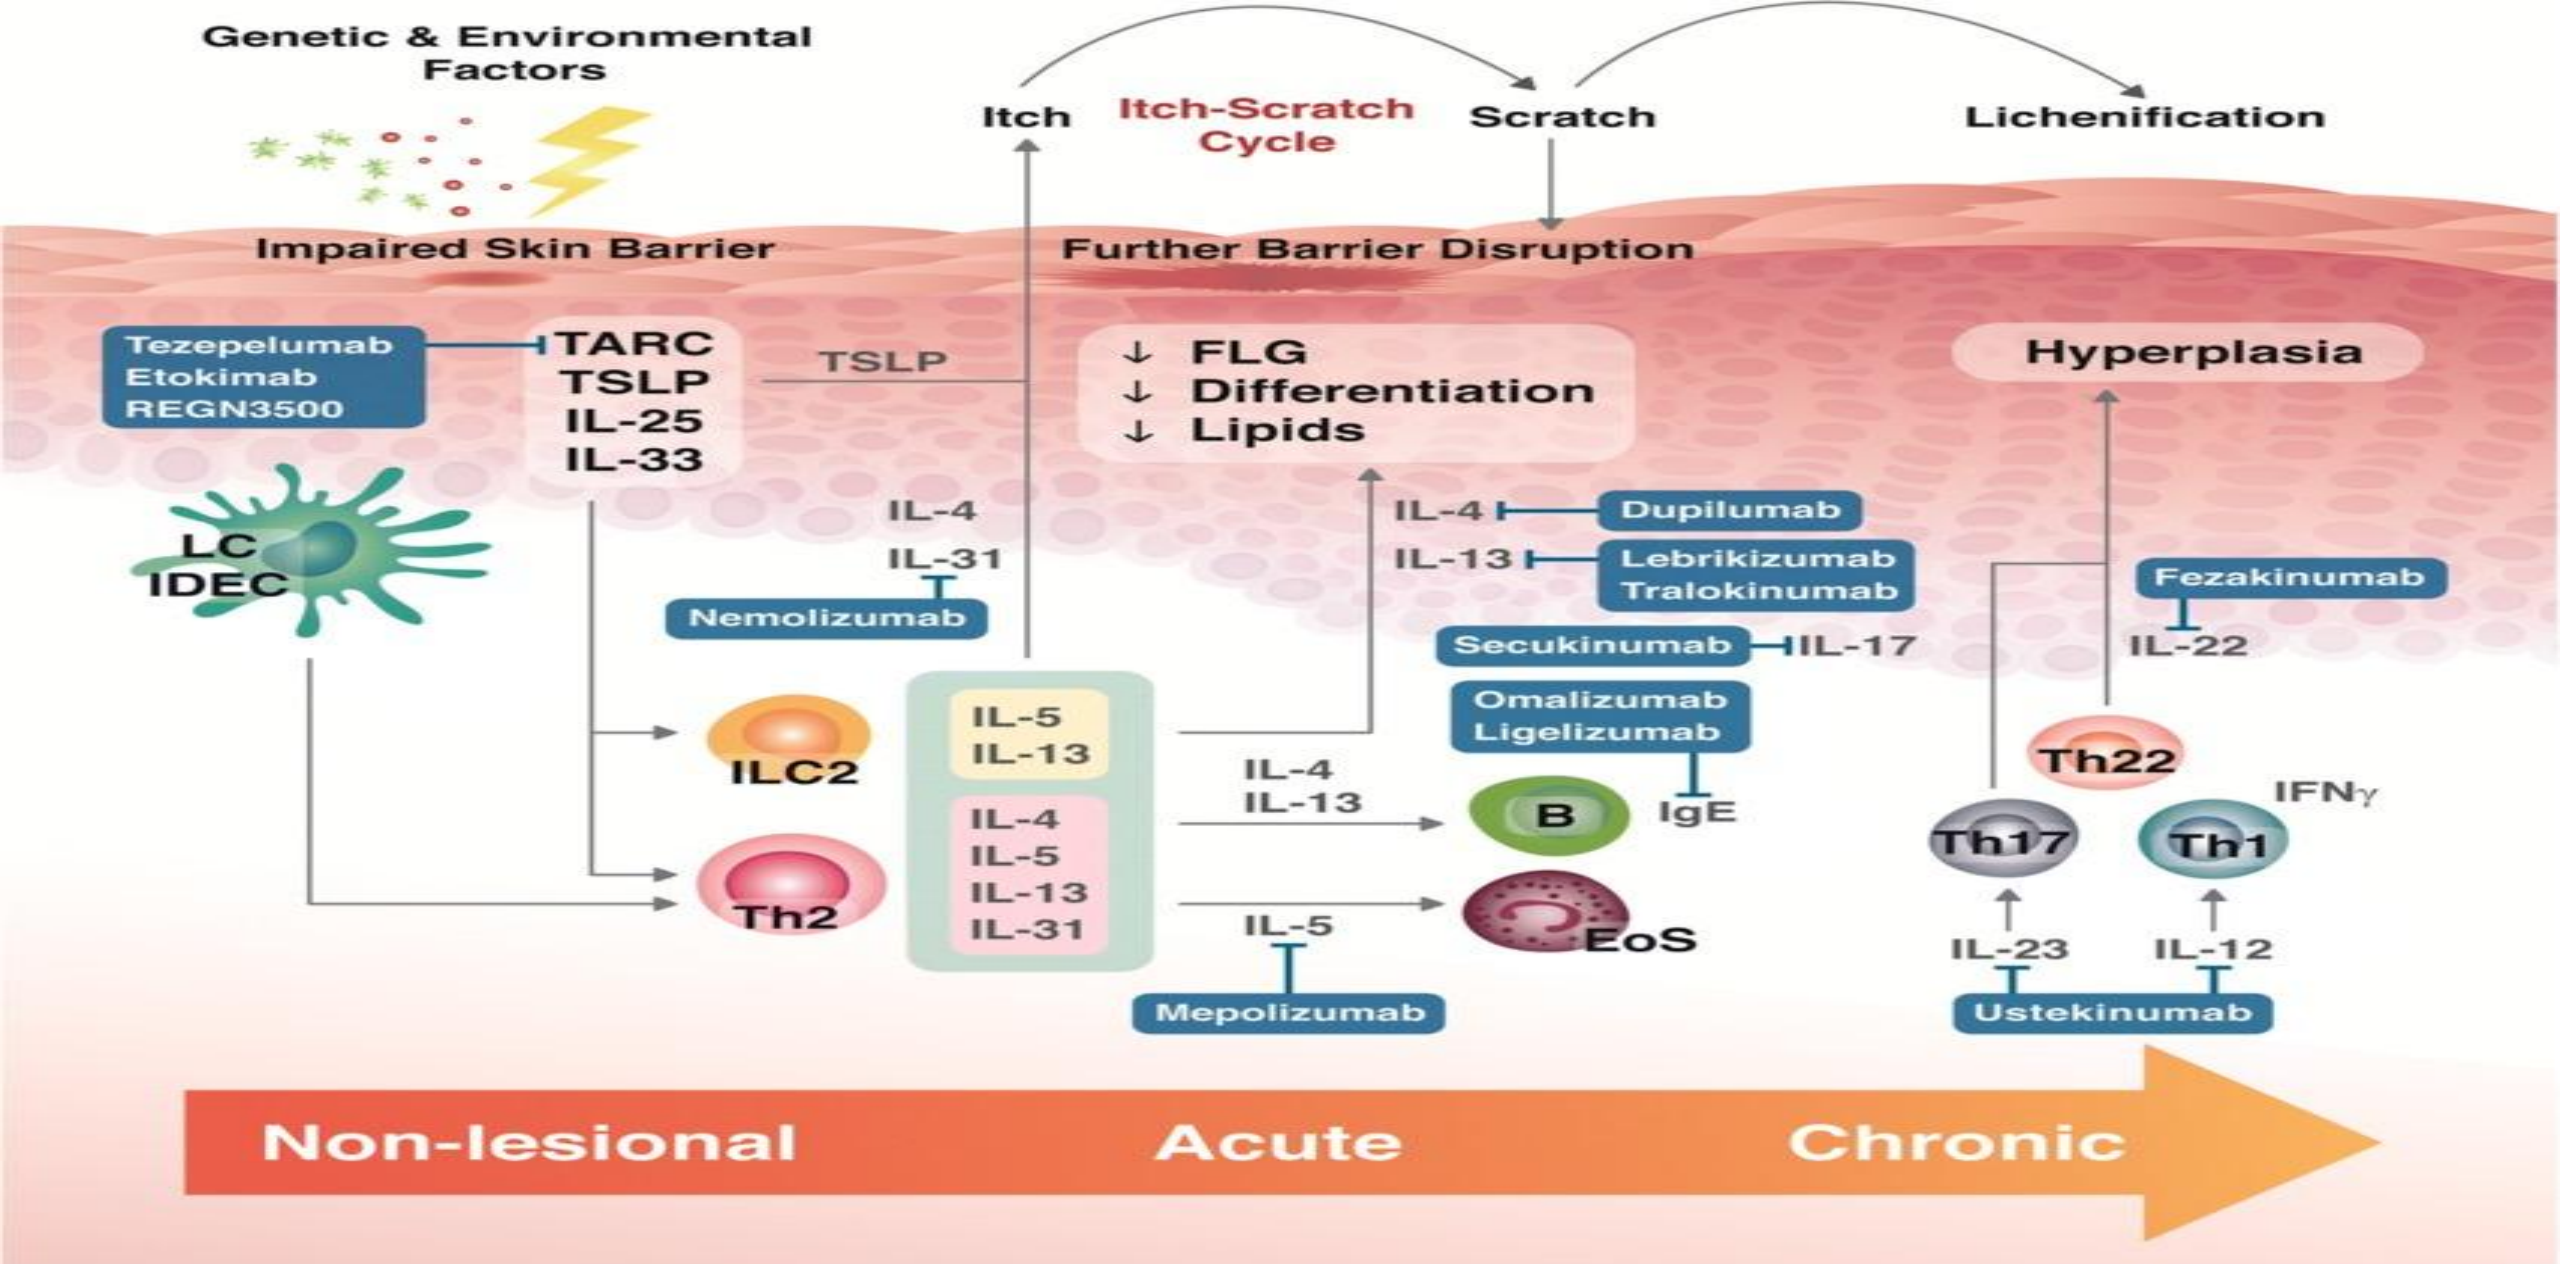 Genetic & Environmental
Factors
Itch
Itch-Scratch
Cycle
Scratch
Lichenification
Impaired Skin Barrier
Further Barrier Disruption
Tezepelumab
Etokimab
REGN3500
TARC
TSLP
IL-25
IL-33
TSLP
↓ FLG
↓ Differentiation
↓ Lipids
Hyperplasia
LC
IDEC
IL-4
IL-31
Nemolizumab
IL-4
Dupilumab
IL-13
Lebrikizumab
Tralokinumab
Secukinumab
IL-17
Fezakinumab
IL-22
Omalizumab
Ligelizumab
ILC2
IL-5
IL-13
IL-4
IL-13
B
IgE
Th22
IFNγ
Th17
Th1
Th2
IL-4
IL-5
IL-13
IL-31
IL-5
EoS
IL-23
IL-12
Mepolizumab
Ustekinumab
Non-lesional
Acute
Chronic